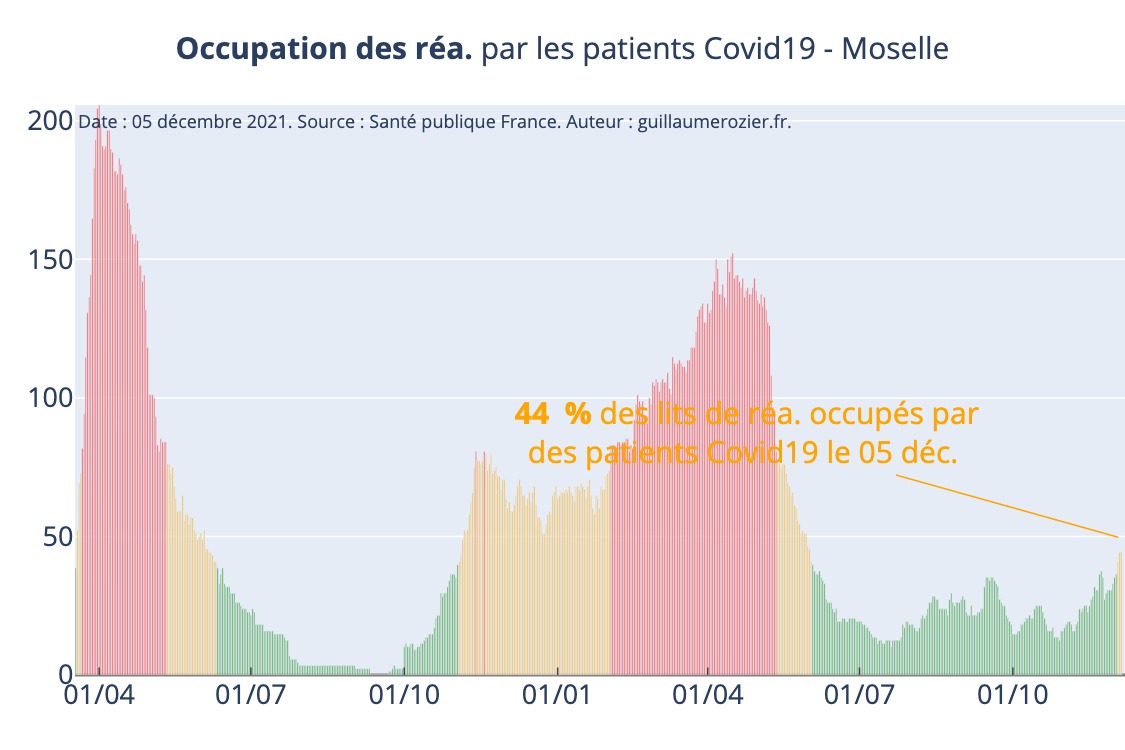 Occupation des réa. par les patients Covid19 - Moselle
200
Date : 05 décembre 2021. Source : Santé publique France. Auteur : guillaumerozier.fr.
150
100
44 % des lits de réa. occupés par
des patients Covid19 le 05 déc.
50
0
01/04 01/07 01/10 01/01 01/04 01/07 01/10